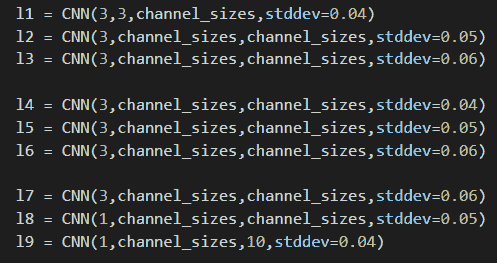 l1 = CNN(3,3,channel_sizes,stddev=0.04)
l2 = CNN(3,channel_sizes,channel_sizes,stddev=0.05)
l3 = CNN(3,channel_sizes,channel_sizes,stddev=0.06)
l4 = CNN(3,channel_sizes,channel_sizes,stddev=0.04)
l5 = CNN(3,channel_sizes,channel_sizes,stddev=0.05)
l6 = CNN(3,channel_sizes,channel_sizes,stddev=0.06)
l7 = CNN(3,channel_sizes,channel_sizes,stddev=0.06)
l8 = CNN(1,channel_sizes,channel_sizes,stddev=0.05)
l9 = CNN(1,channel_sizes,10,stddev=0.04)